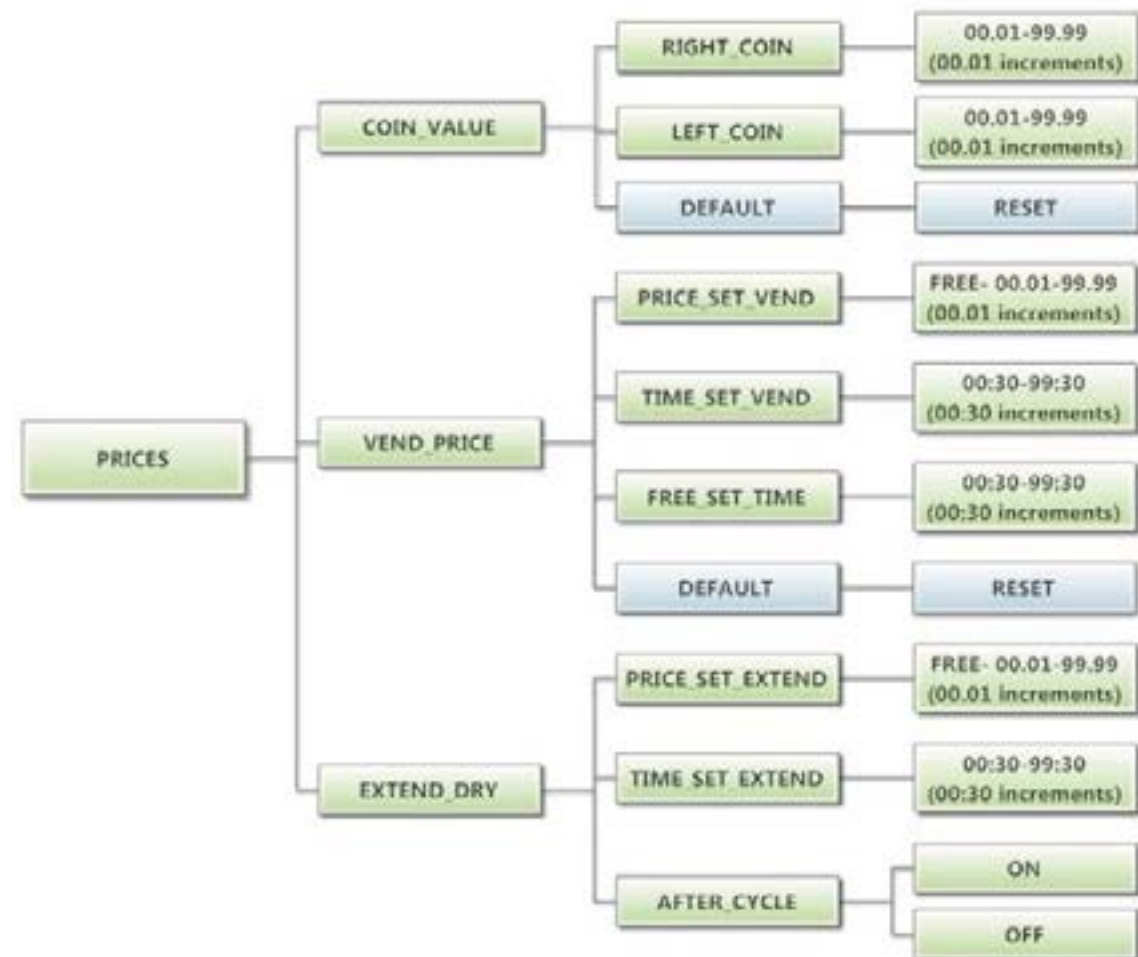 RIGHT_COIN
00.01-99.99
(00.01 increments)
COIN_VALUE
LEFT_COIN
00.01-99.99
(00.01 increments)
DEFAULT
RESET
PRICE_SET_VEND
FREE- 00.01-99.99
(00.01 increments)
TIME_SET_VEND
00:30-99:30
(00:30 increments)
PRICES
VEND_PRICE
FREE_SET_TIME
00:30-99:30
(00:30 increments)
DEFAULT
RESET
PRICE_SET_EXTEND
FREE- 00.01-99.99
(00.01 increments)
EXTEND_DRY
TIME_SET_EXTEND
00:30-99:30
(00:30 increments)
AFTER_CYCLE
ON
OFF